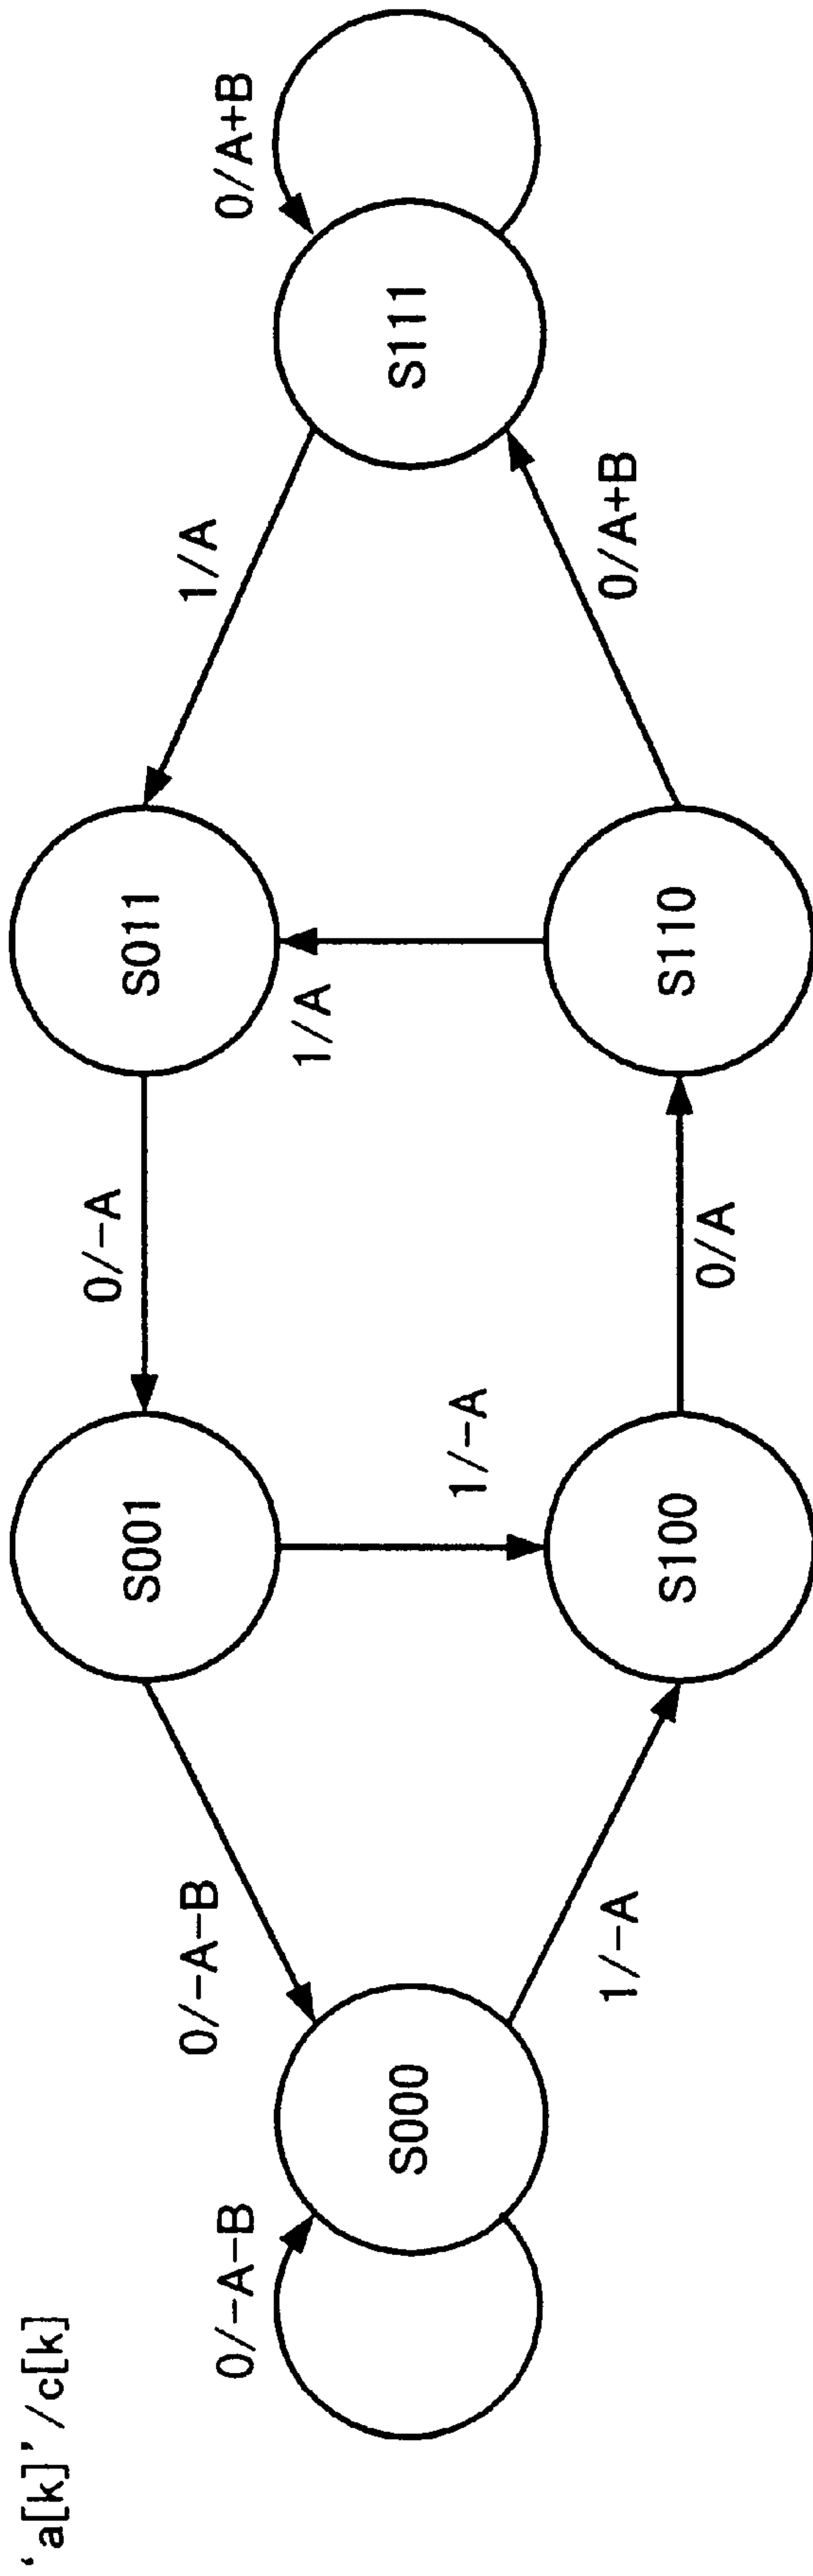 ‘a[k]’/c[k]
0/-A-B
0/-A-B
0/-A
1/A
0/A+B
S001
S011
S000
1/-A
1/A
S111
S100
S110
1/-A
0/A
0/A+B